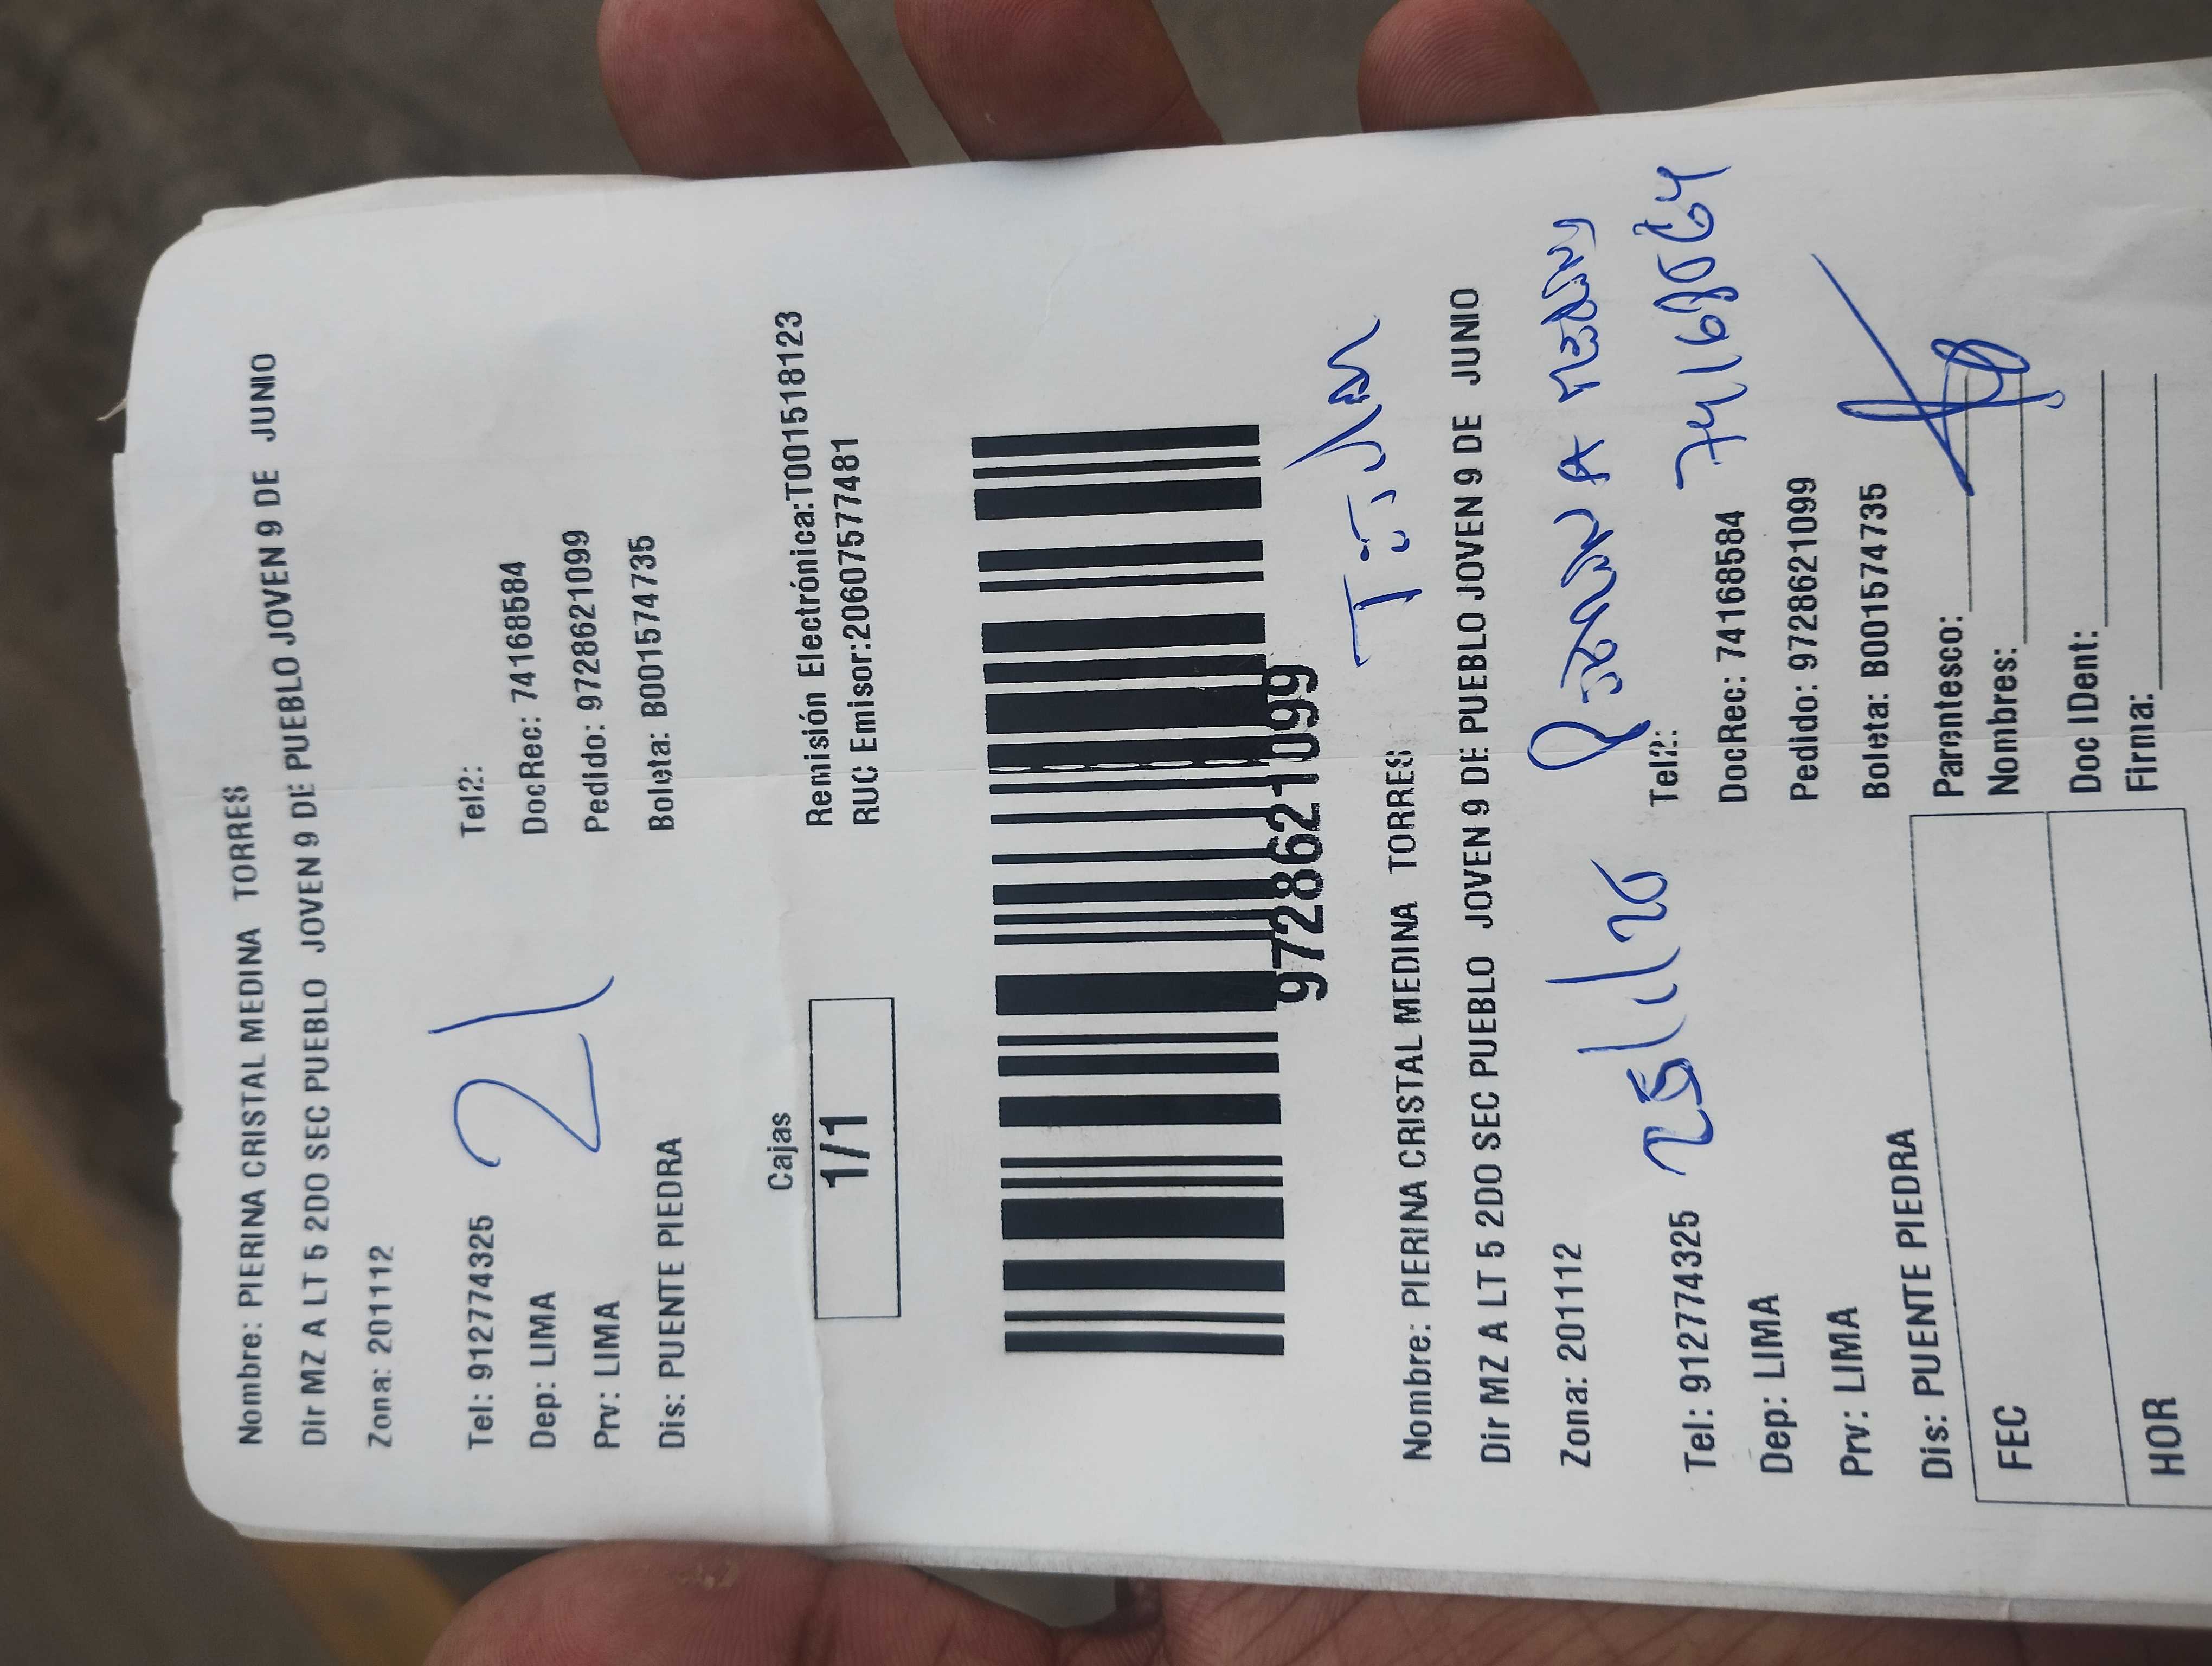 Nombre: PIERINA CRISTAL MEDINA TORRES
Dir MZ A LT 5 2DO SEC PUEBLO JOVEN 9 DE PUEBLO JOVEN 9 DE JUNIO
Zona: 201112
Tel: 912774325 21 Tel2:
Dep: LIMA DocRec: 74168584
Prv: LIMA Pedido: 97286621099
Dis: PUENTE PIEDRA Boleta: B001574735
Cajas
1/1
Remisión Electrónica:T001518123
RUC Emisor:20607577481
97286621099
Nombre: PIERINA CRISTAL MEDINA TORRES
Dir MZ A LT 5 2DO SEC PUEBLO JOVEN 9 DE PUEBLO JOVEN 9 DE JUNIO
Zona: 201112
Tel: 912774325 Tel2:
Dep: LIMA DocRec: 74168584
Prv: LIMA Pedido: 97286621099
Dis: PUENTE PIEDRA Boleta: B001574735
FEC
HOR
Parentesco:
Nombres:
Doc IDent:
Firma: